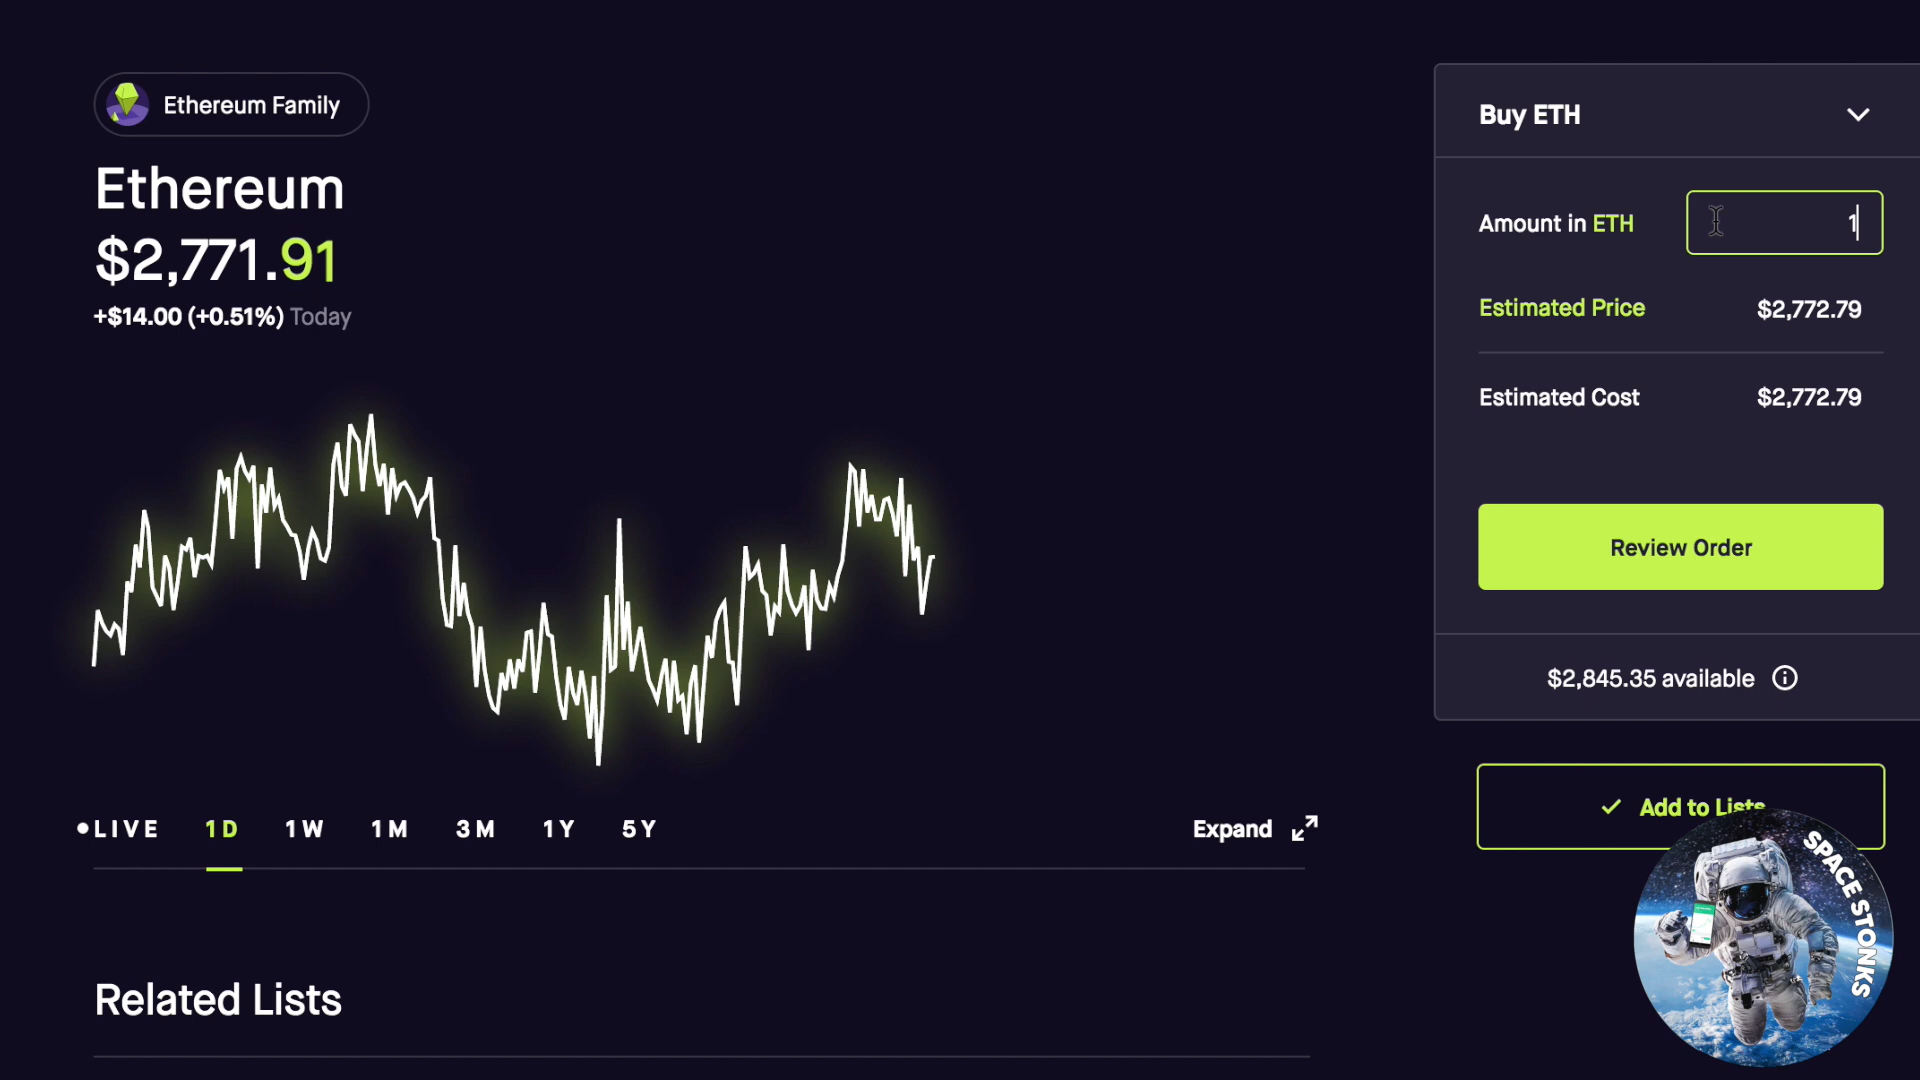 Ethereum Family
Ethereum
$2,771.91
+$14.00 (+0.51%) Today
•LIVE 1D 1W 1M 3M 1Y 5Y
Expand
Related Lists
Buy ETH
Amount in ETH 1
Estimated Price $2,772.79
Estimated Cost $2,772.79
Review Order
$2,845.35 available
Add to Lists
SPACE STONKS